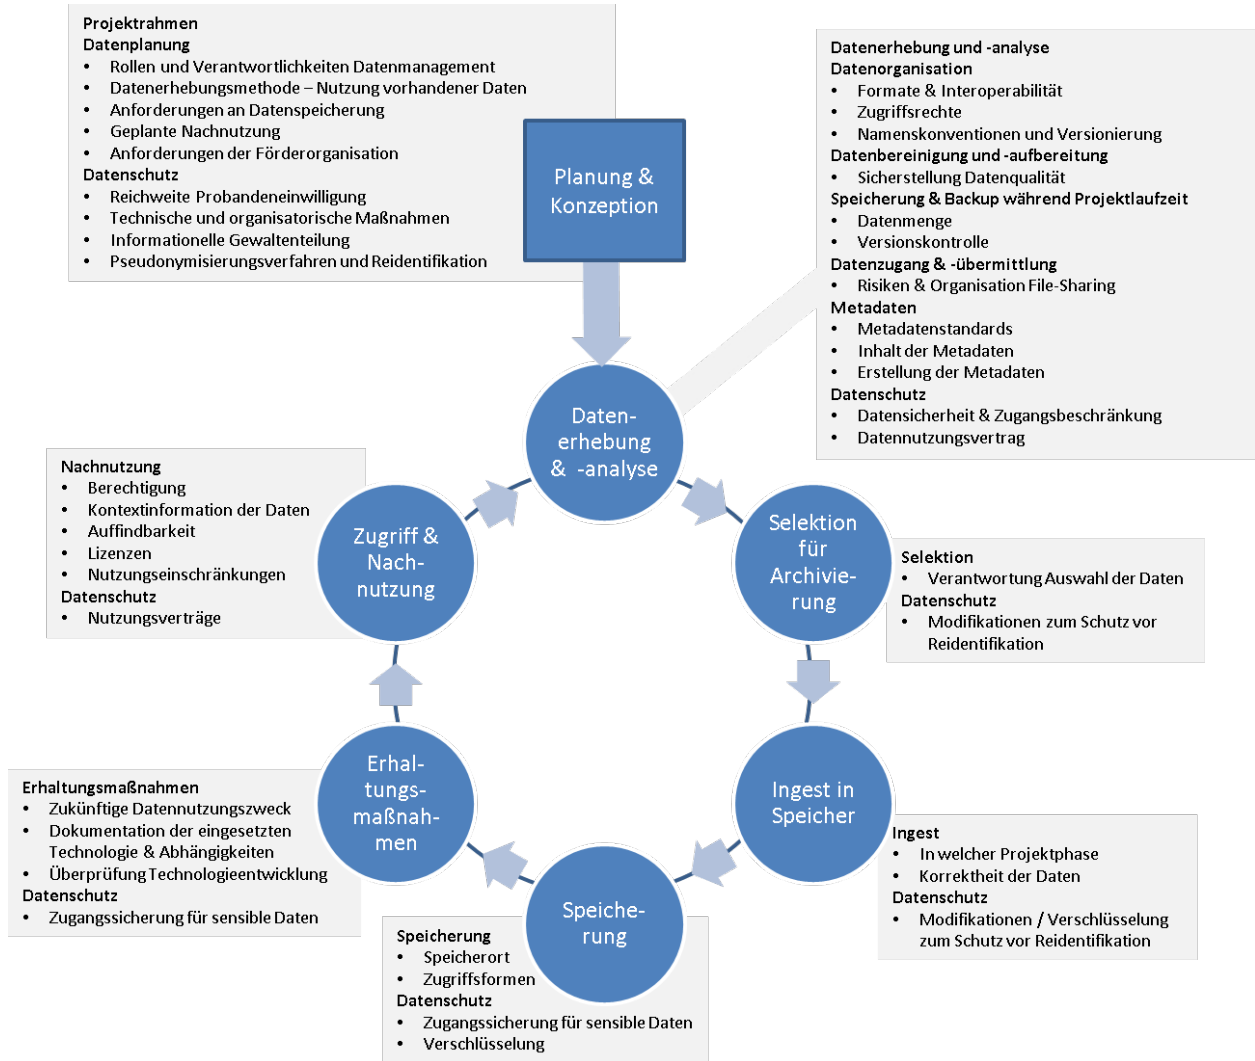 Projektrahmen
Datenplanung
• Rollen und Verantwortlichkeiten Datenmanagement
• Datenerhebungsmethode – Nutzung vorhandener Daten
• Anforderungen an Datenspeicherung
• Geplante Nachnutzung
• Anforderungen der Förderorganisation
Datenschutz
• Reichweite Probandeneinwilligung
• Technische und organisatorische Maßnahmen
• Informationelle Gewaltenteilung
• Pseudonymisierungsverfahren und Reidentifikation
Planung &
Konzeption
Datenerhebung und -analyse
Datenorganisation
• Formate & Interoperabilität
• Zugriffsrechte
• Namenskonventionen und Versionierung
Datenbereinigung und -aufbereitung
• Sicherstellung Datenqualität
Speicherung & Backup während Projektlaufzeit
• Datenmenge
• Versionskontrolle
Datenzugang & -übermittlung
• Risiken & Organisation File-Sharing
Metadaten
• Metadatenstandards
• Inhalt der Metadaten
• Erstellung der Metadaten
Datenschutz
• Datensicherheit & Zugangsbeschränkung
• Datennutzungsvertrag
Daten-
erhebung
& -analyse
Selektion
für
Archivie-
rung
Selektion
• Verantwortung Auswahl der Daten
Datenschutz
• Modifikationen zum Schutz vor
Reidentifikation
Ingest in
Speicher
Ingest
• In welcher Projektphase
• Korrektheit der Daten
Datenschutz
• Modifikationen / Verschlüsselung
zum Schutz vor Reidentifikation
Speiche-
rung
Speicherung
• Speicherort
• Zugriffsformen
Datenschutz
• Zugangssicherung für sensible Daten
• Verschlüsselung
Erhal-
tungs-
maßnah-
men
Erhaltungsmaßnahmen
• Zukünftige Datennutzungszweck
• Dokumentation der eingesetzten
Technologie & Abhängigkeiten
• Überprüfung Technologieentwicklung
Datenschutz
• Zugangssicherung für sensible Daten
Zugriff &
Nach-
nutzung
Nachnutzung
• Berechtigung
• Kontextinformation der Daten
• Auffindbarkeit
• Lizenzen
• Nutzungseinschränkungen
Datenschutz
• Nutzungsverträge